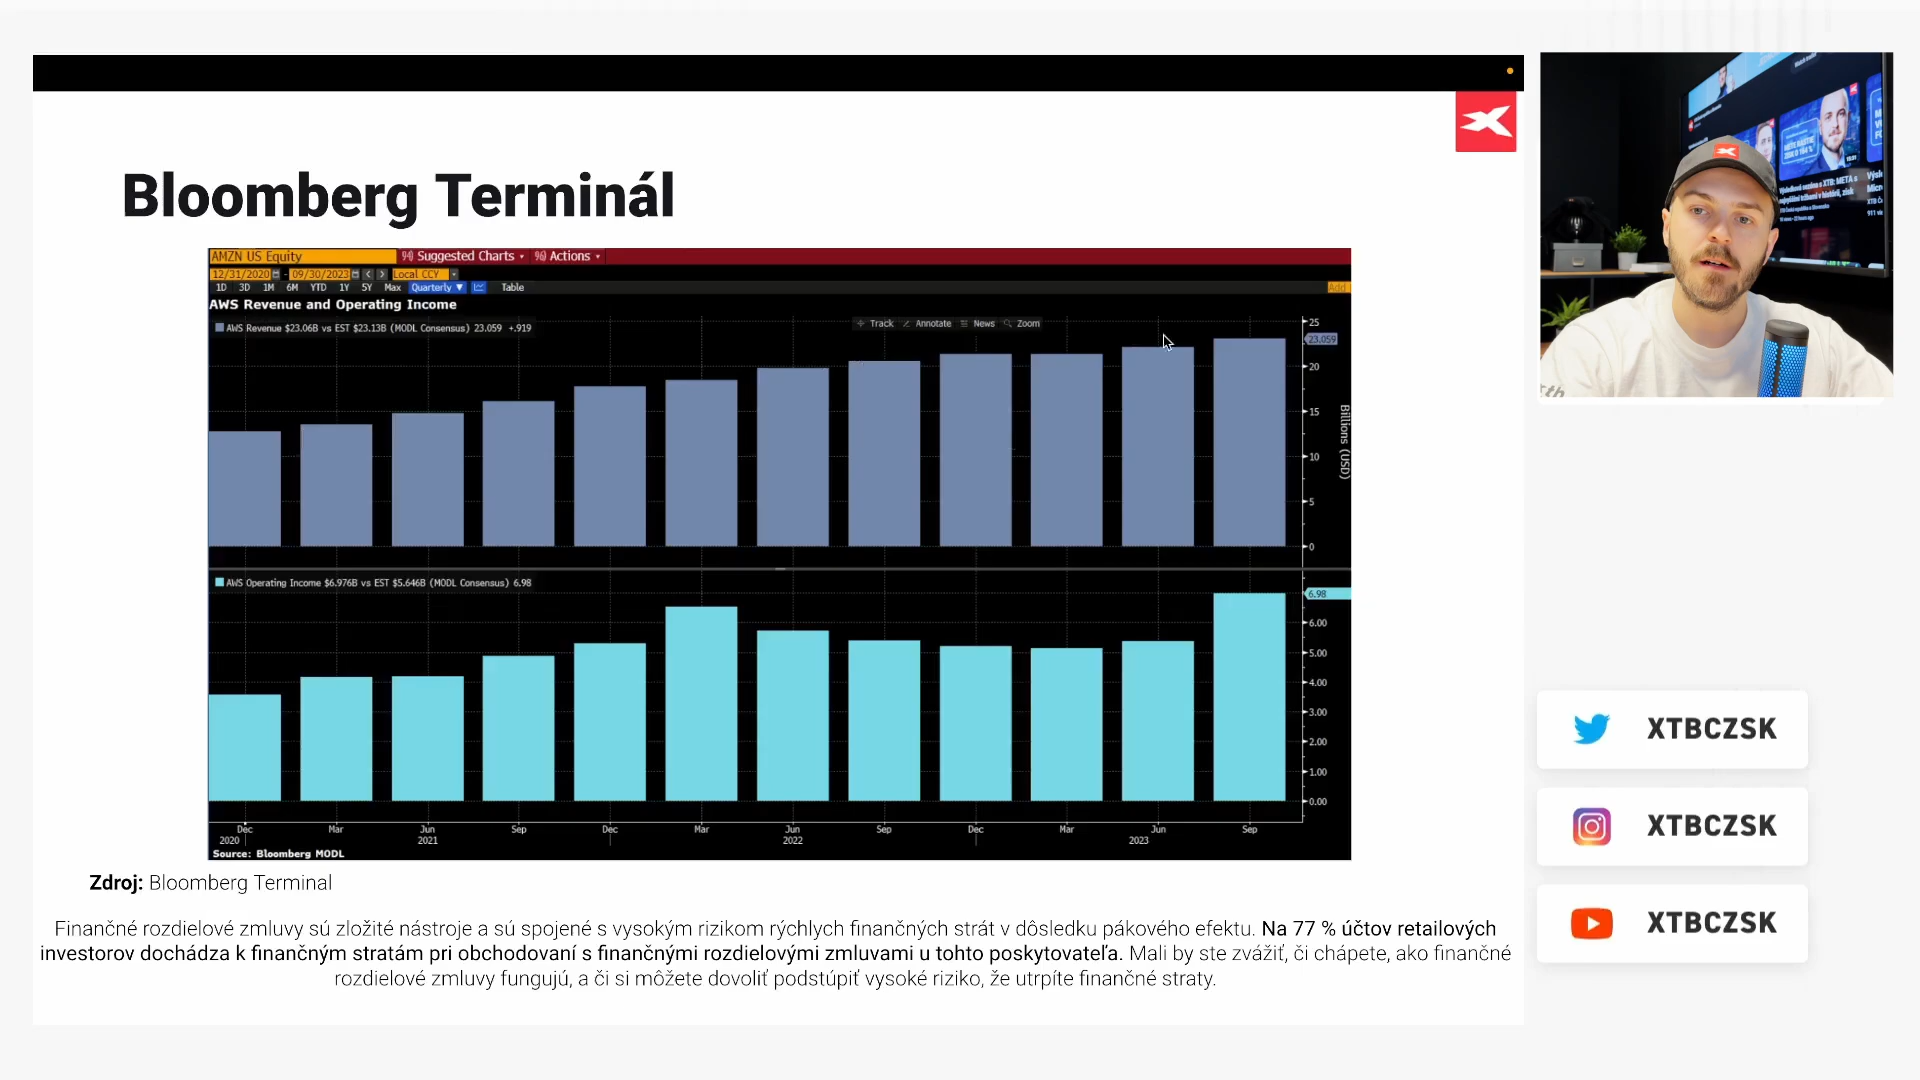 Bloomberg Terminál
AMZN US Equity 94) Suggested Charts 96) Actions
12/31/2020 - 09/30/2023 Local CCY
1D 3D 1M 6M YTD 1Y 5Y Max Quarterly Table Add
AWS Revenue and Operating Income
AWS Revenue $23.06B vs EST $23.13B (MODL Consensus) 23.059 +.919
Track Annotate News Zoom
25
23.059
20
15
10
5
0
Billions (USD)
AWS Operating Income $6.976B vs EST $5.646B (MODL Consensus) 6.98
6.98
6.00
5.00
4.00
3.00
2.00
1.00
0.00
Dec Mar Jun Sep Dec Mar Jun Sep Dec Mar Jun Sep
2020 2021 2022 2023
Source: Bloomberg MODL
Zdroj: Bloomberg Terminal
Finančné rozdielové zmluvy sú zložité nástroje a sú spojené s vysokým rizikom rýchlych finančných strát v dôsledku pákového efektu. Na 77 % účtov retailových
investorov dochádza k finančným stratám pri obchodovaní s finančnými rozdielovými zmluvami u tohto poskytovateľa. Mali by ste zvážiť, či chápete, ako finančné
rozdielové zmluvy fungujú, a či si môžete dovoliť podstúpiť vysoké riziko, že utrpíte finančné straty.
XTBCZSK
XTBCZSK
XTBCZSK